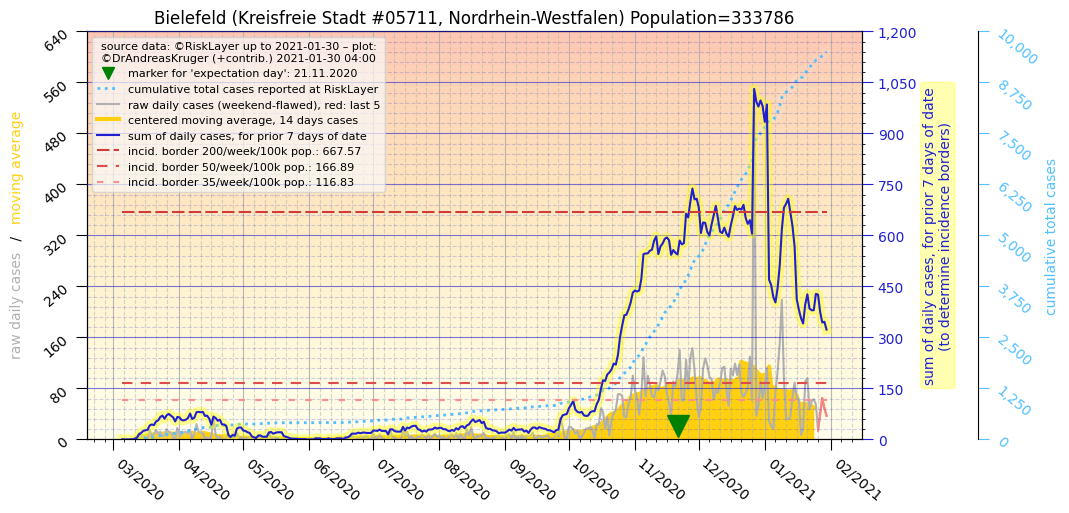 Bielefeld (Kreisfreie Stadt #05711, Nordrhein-Westfalen) Population=333786
source data: ©RiskLayer up to 2021-01-30 – plot:
©DrAndreasKruger (+contrib.) 2021-01-30 04:00
marker for 'expectation day': 21.11.2020
cumulative total cases reported at RiskLayer
raw daily cases (weekend-flawed), red: last 5
centered moving average, 14 days cases
sum of daily cases, for prior 7 days of date
incid. border 200/week/100k pop.: 667.57
incid. border 50/week/100k pop.: 166.89
incid. border 35/week/100k pop.: 116.83
raw daily cases / moving average
640
560
480
400
320
240
160
80
0
03/2020
04/2020
05/2020
06/2020
07/2020
08/2020
09/2020
10/2020
11/2020
12/2020
01/2021
02/2021
1,200
1,050
900
750
600
450
300
150
0
sum of daily cases, for prior 7 days of date
(to determine incidence borders)
10,000
8,750
7,500
6,250
5,000
3,750
2,500
1,250
0
cumulative total cases